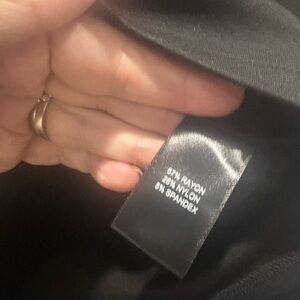 67% RAYON
28% NYLON
5% SPANDEX